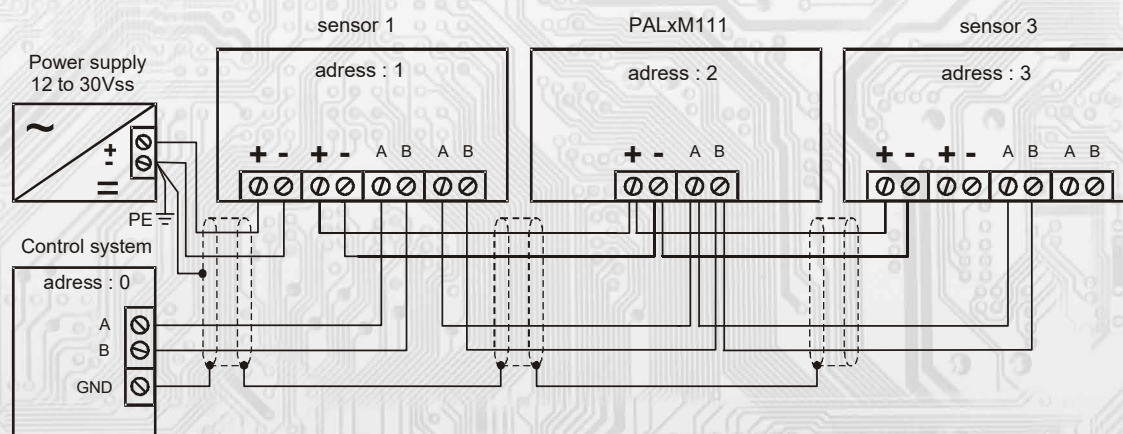 sensor 1
PALxM111
sensor 3
Power supply
12 to 30Vss
adress : 1
adress : 2
adress : 3
~
+
-
=
+ - + - A B A B
+ - A B
+ - + - A B A B
PE
Control system
adress : 0
A
B
GND